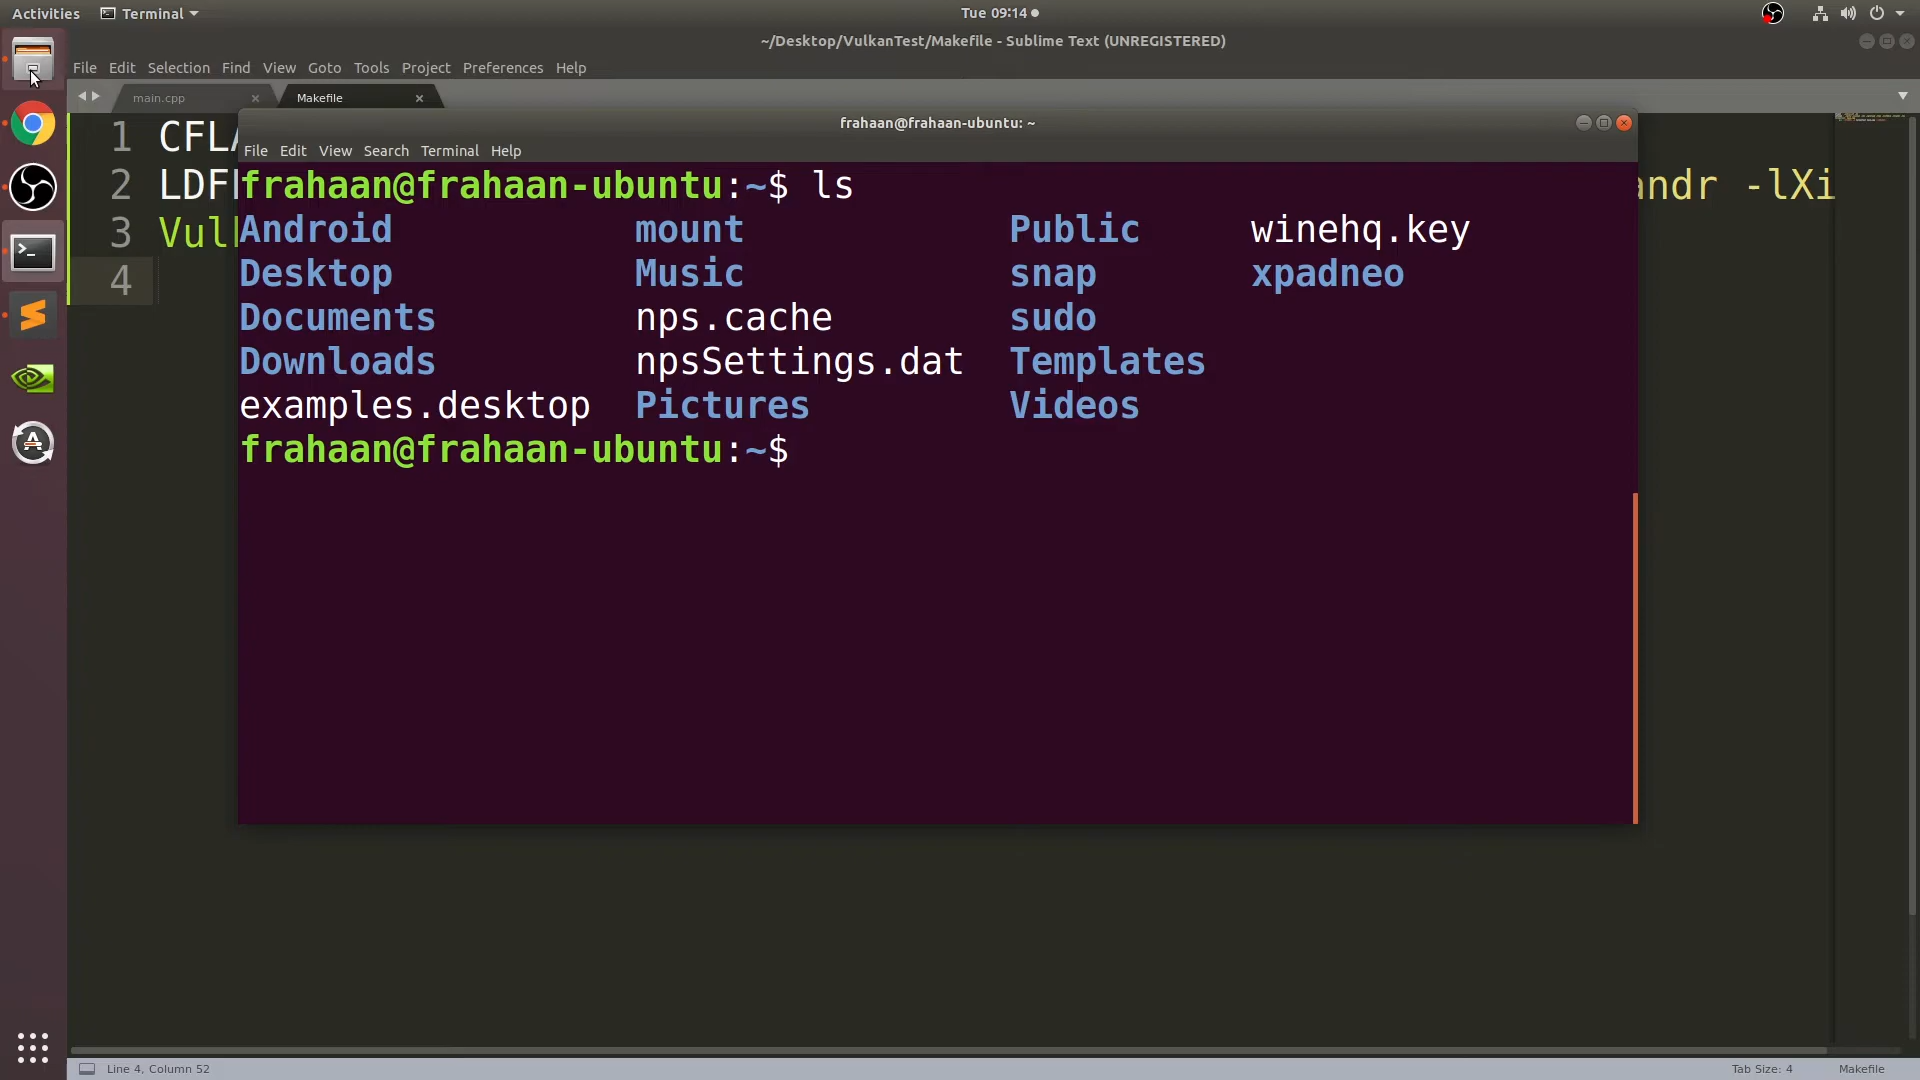 Activities Terminal Tue 09:14
~/Desktop/VulkanTest/Makefile - Sublime Text (UNREGISTERED)
File Edit Selection Find View Goto Tools Project Preferences Help
main.cpp Makefile
frahaan@frahaan-ubuntu: ~
File Edit View Search Terminal Help
1 CFLA
2 LDF andr -lXi
3 Vul
4
frahaan@frahaan-ubuntu:~$ ls
Android mount Public winehq.key
Desktop Music snap xpadneo
Documents nps.cache sudo
Downloads npsSettings.dat Templates
examples.desktop Pictures Videos
frahaan@frahaan-ubuntu:~$
Line 4, Column 52 Tab Size: 4 Makefile